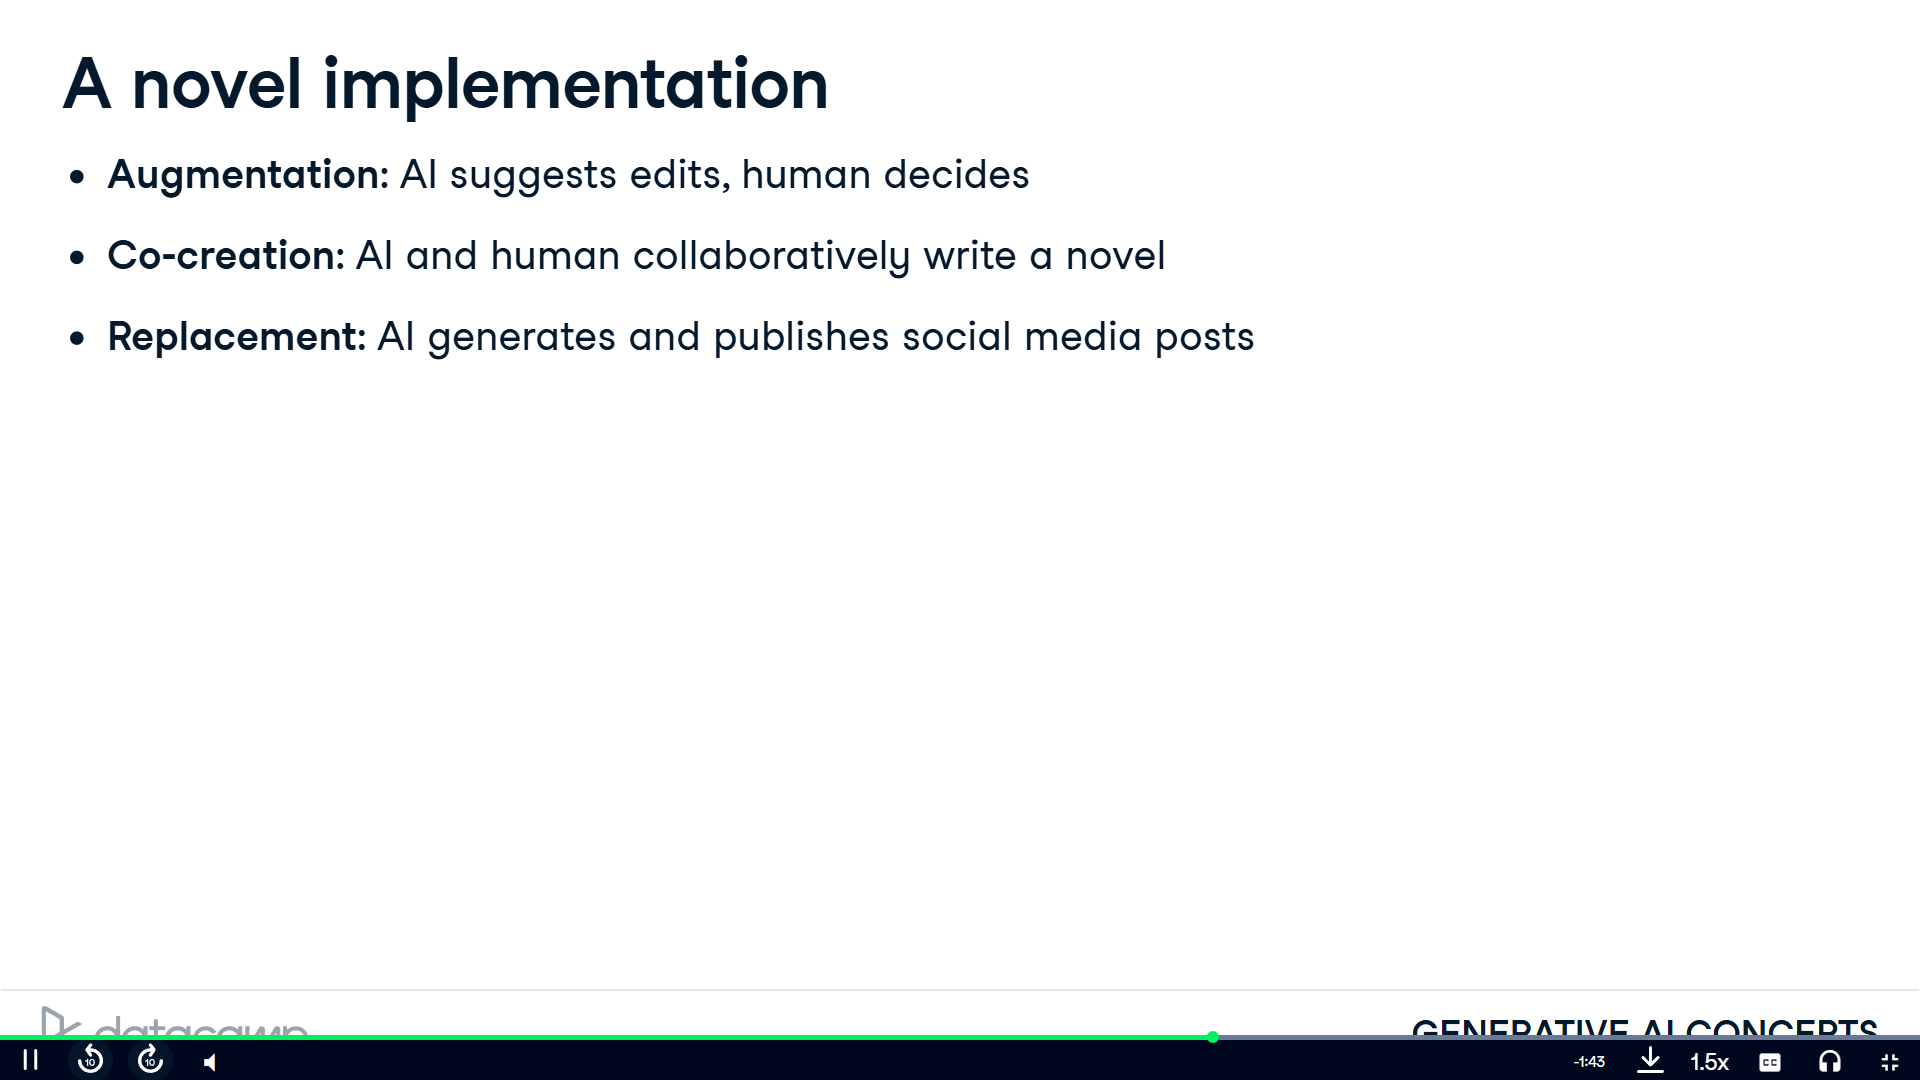 A novel implementation
• Augmentation: AI suggests edits, human decides
• Co-creation: AI and human collaboratively write a novel
• Replacement: AI generates and publishes social media posts
datacamp
GENERATIVE AI CONCEPTS
10
10
-1:43
1.5x
CC